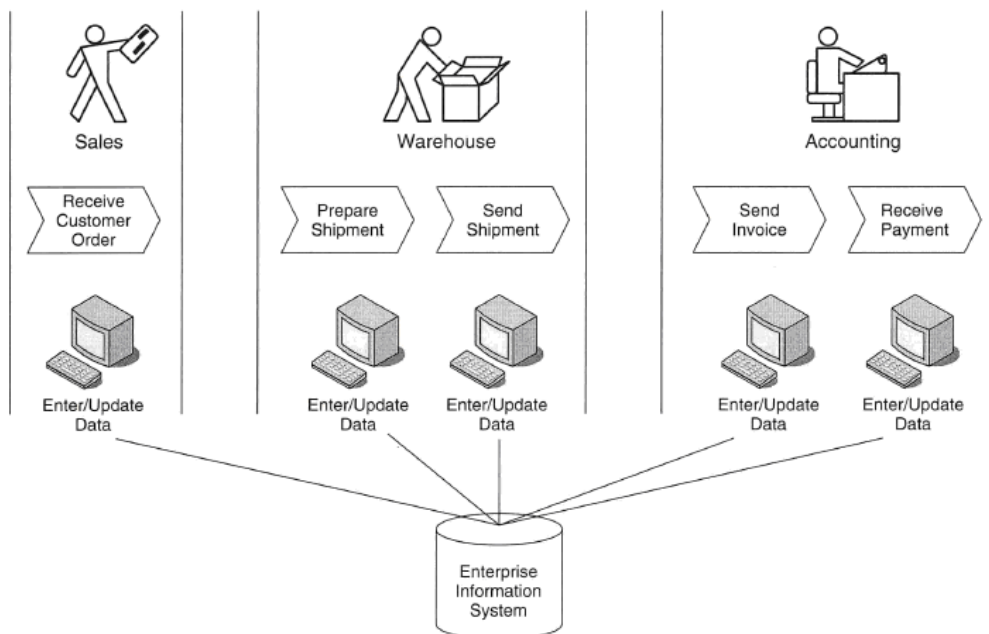 Sales
Warehouse
Accounting
Receive
Customer
Order
Prepare
Shipment
Send
Shipment
Send
Invoice
Receive
Payment
Enter/Update
Data
Enter/Update
Data
Enter/Update
Data
Enter/Update
Data
Enter/Update
Data
Enterprise
Information
System